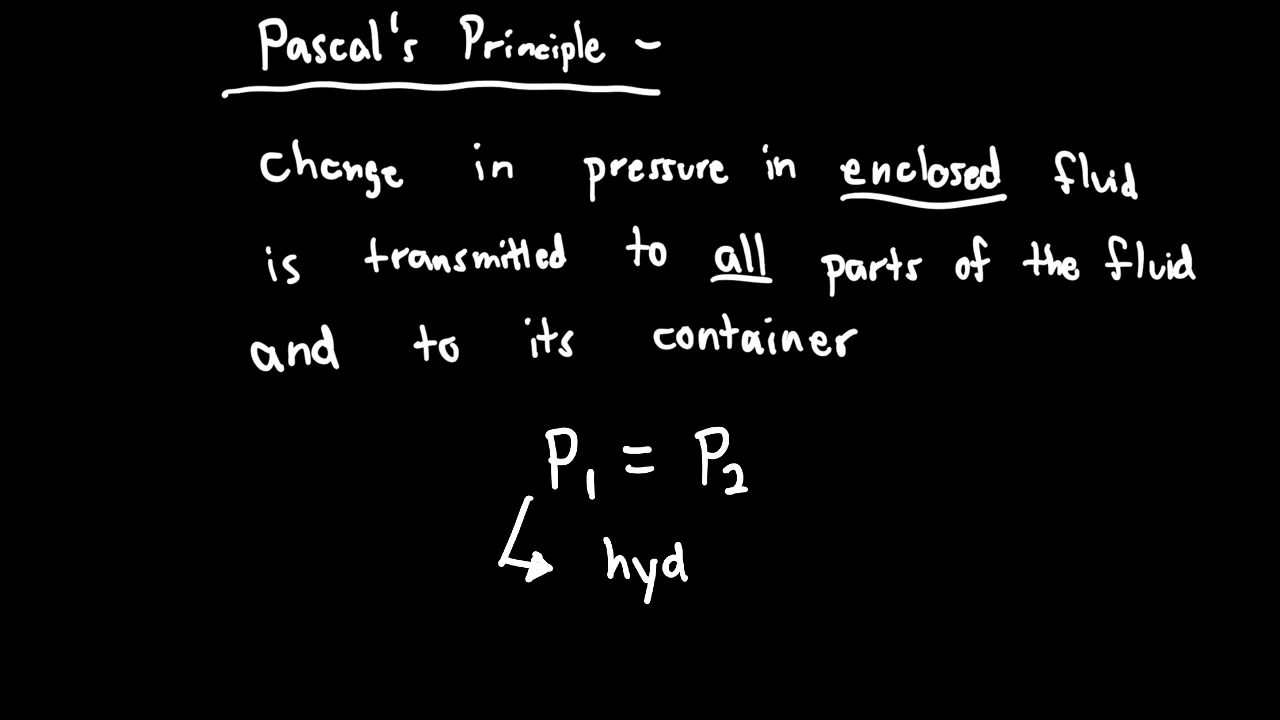 Pascal's Principle -
change in pressure in enclosed fluid
is transmitted to all parts of the fluid
and to its container
P₁ = P₂
hyd